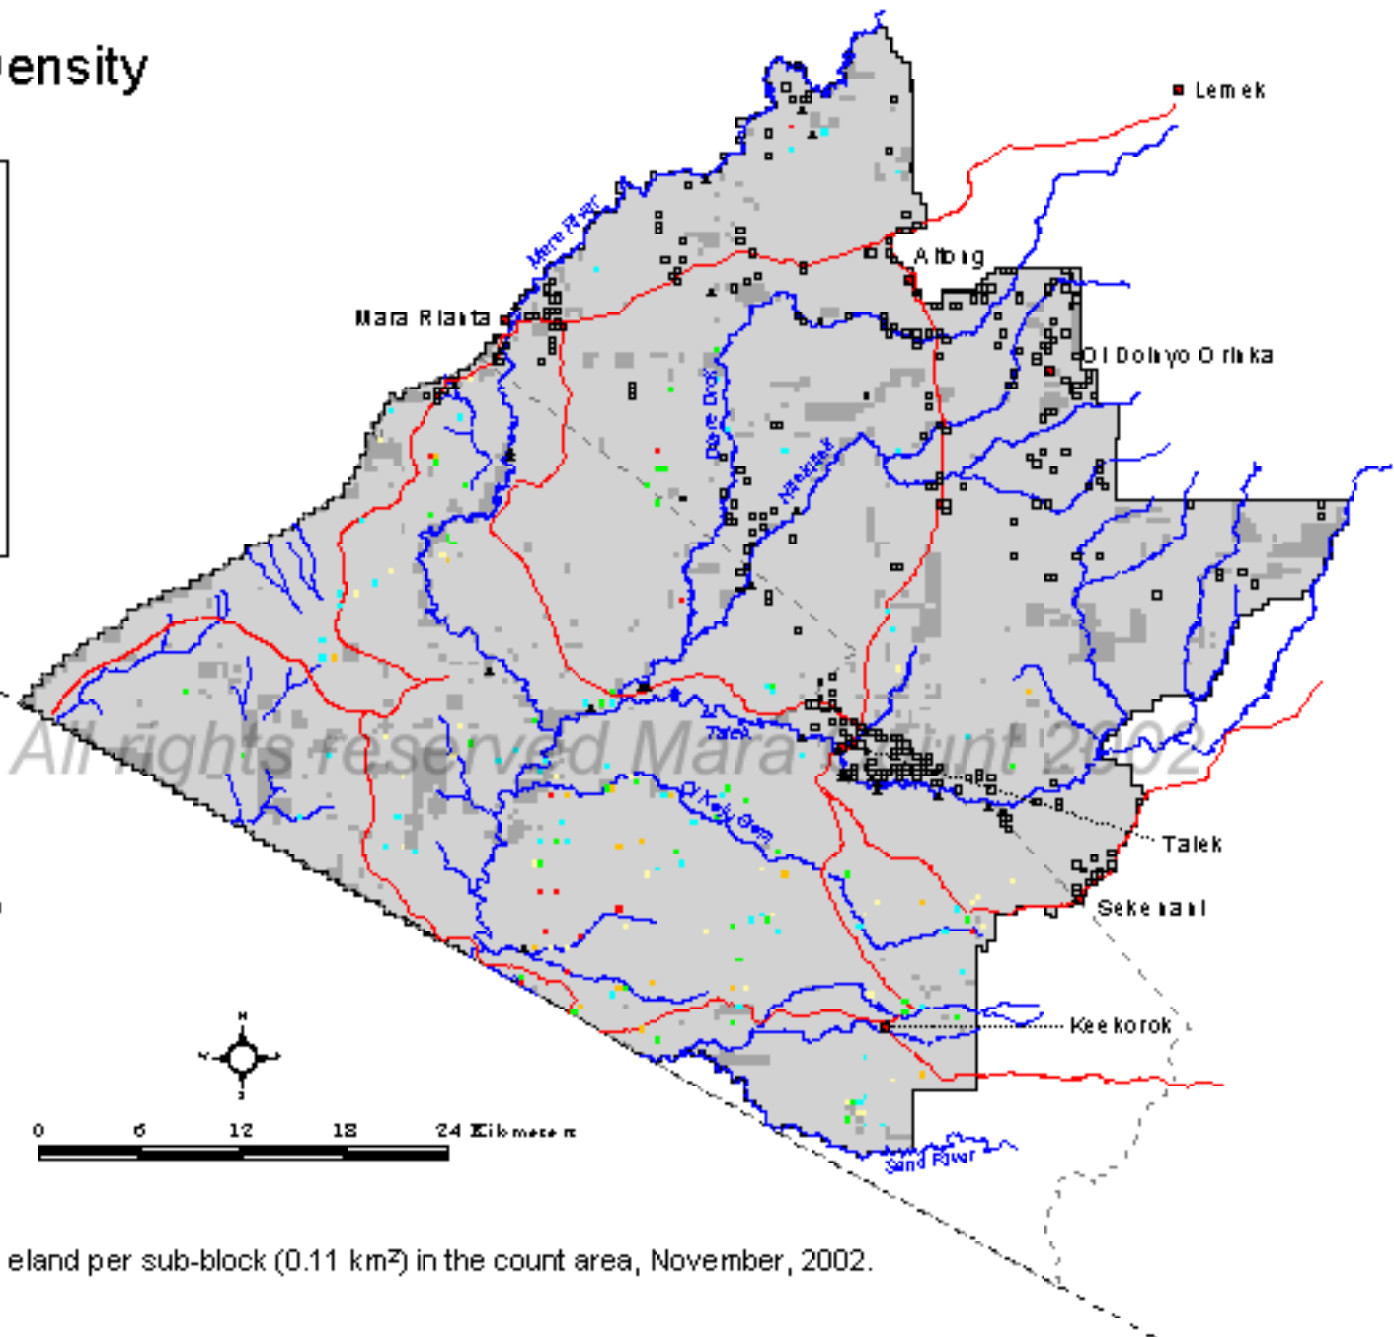 ensity
Lemek
Mara River
Aitong
Mara Rianta
Ol Doinyo Orinka
All rights reserved Mara Count 2002
Talek
Talek
Sekenani
Keekorok
N
S
0 6 12 18 24 Kilometers
Sand River
eland per sub-block (0.11 km²) in the count area, November, 2002.